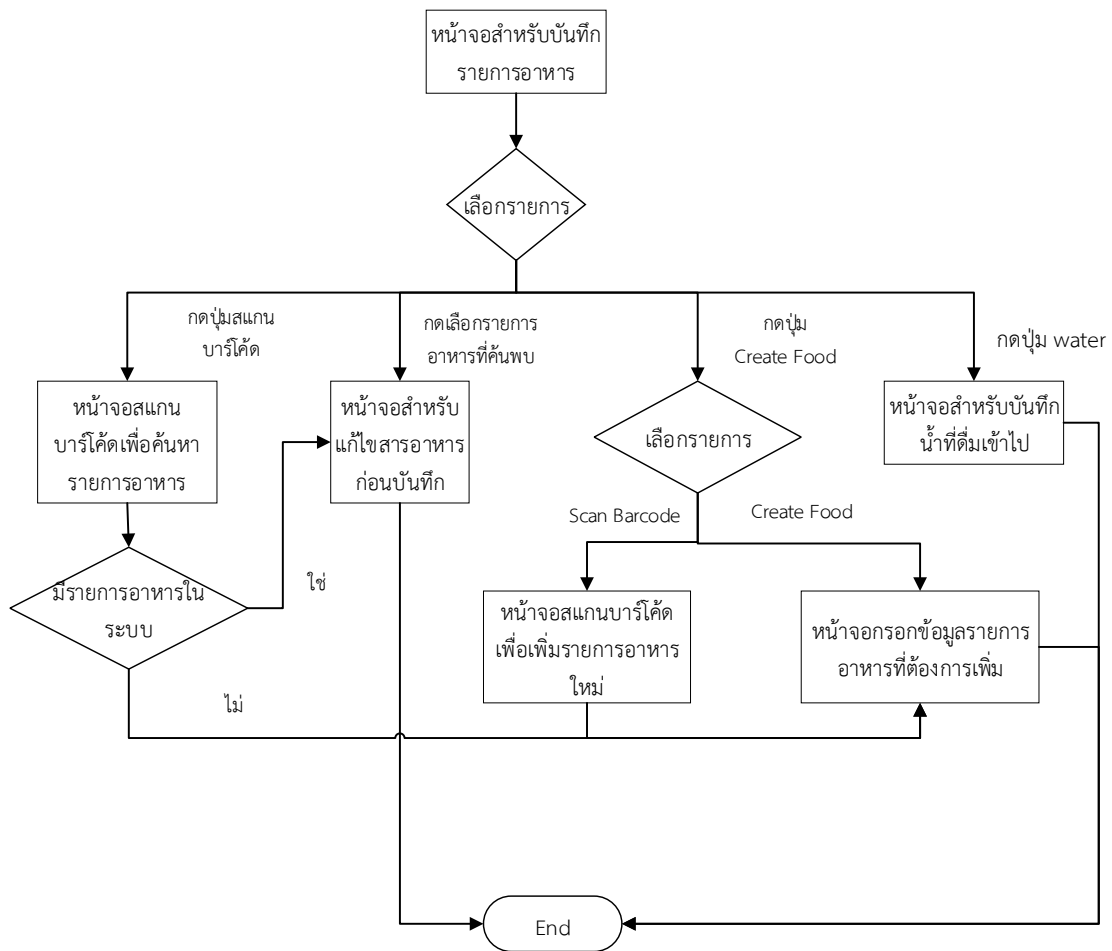 หน้าจอสำหรับบันทึก
รายการอาหาร
เลือกรายการ
กดปุ่มสแกน
บาร์โค้ด
กดเลือกรายการ
อาหารที่ค้นพบ
กดปุ่ม
Create Food
กดปุ่ม water
หน้าจอสแกน
บาร์โค้ดเพื่อค้นหา
รายการอาหาร
หน้าจอสำหรับ
แก้ไขสารอาหาร
ก่อนบันทึก
เลือกรายการ
หน้าจอสำหรับบันทึก
น้ำที่ดื่มเข้าไป
Scan Barcode
Create Food
มีรายการอาหารใน
ระบบ
ใช่
หน้าจอสแกนบาร์โค้ด
เพื่อเพิ่มรายการอาหาร
ใหม่
หน้าจอกรอกข้อมูลรายการ
อาหารที่ต้องการเพิ่ม
ไม่
End